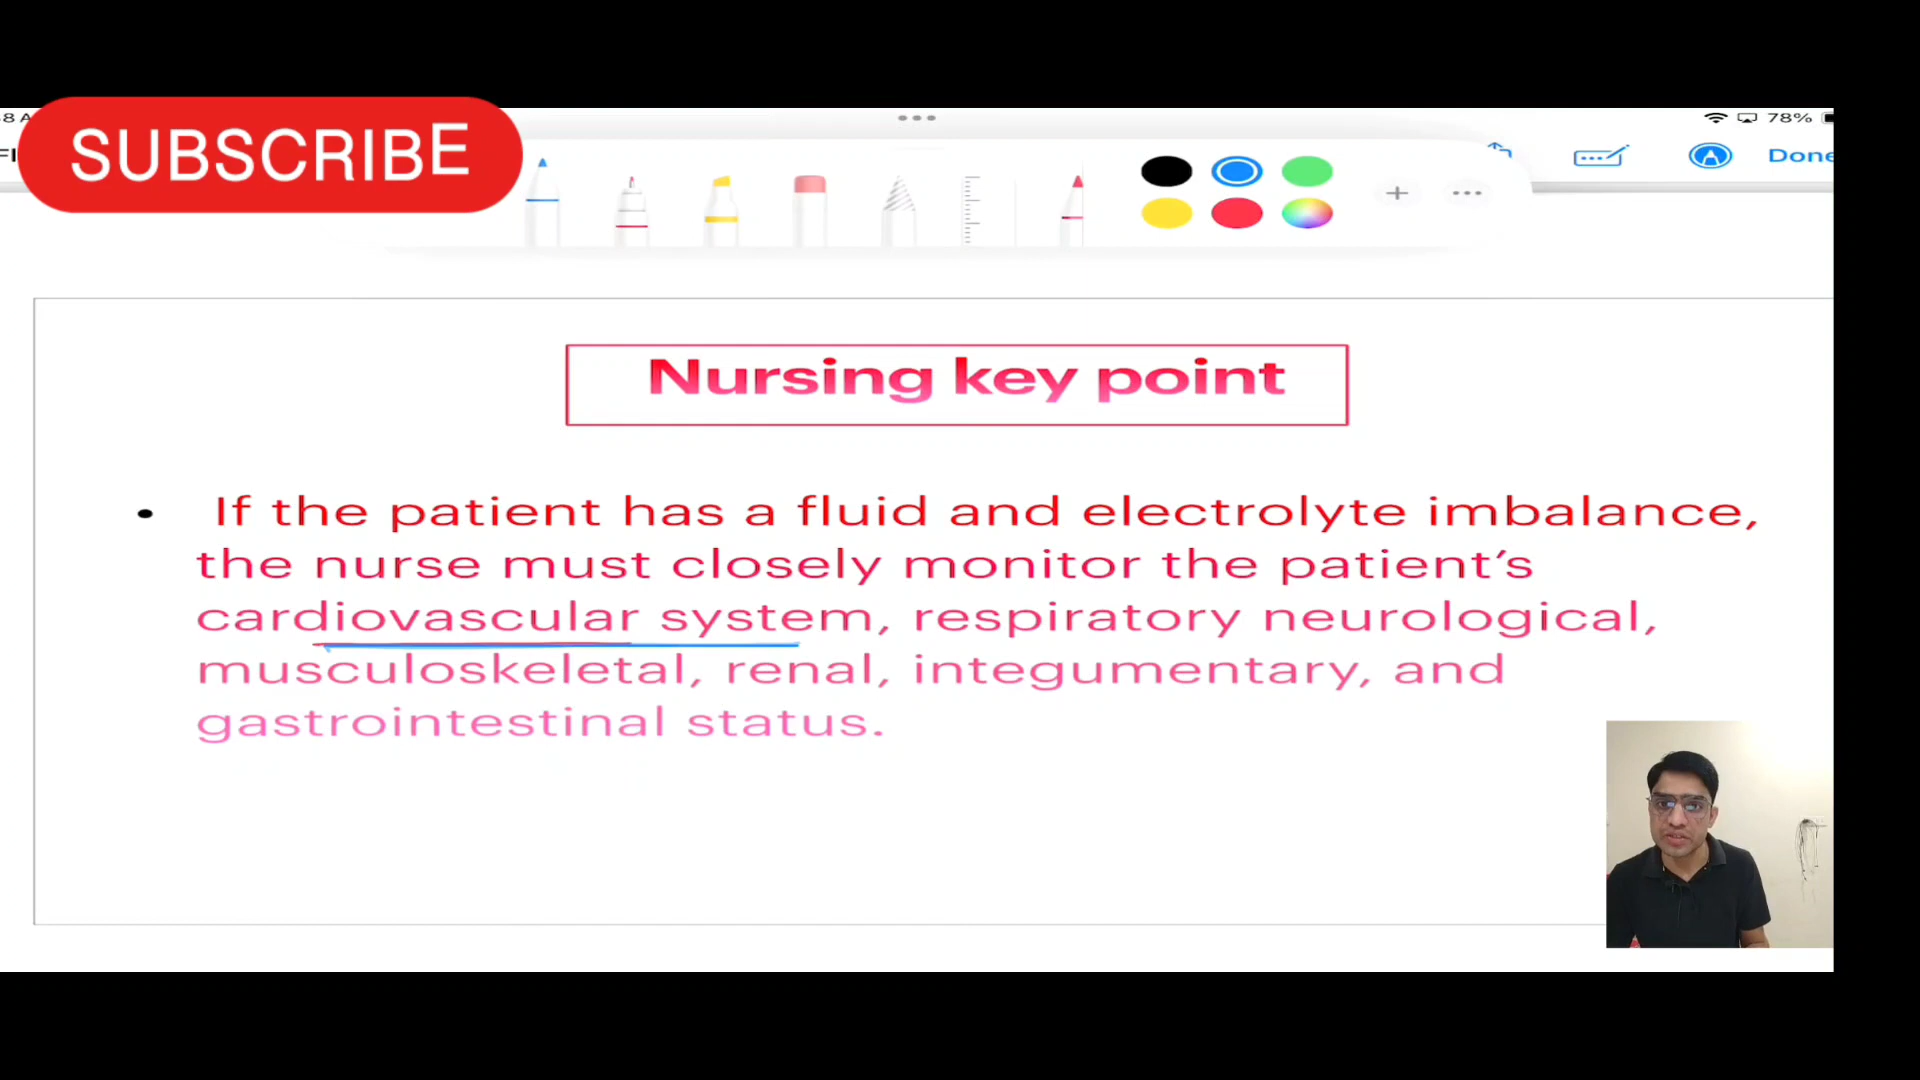 SUBSCRIBE
78%
Done
Nursing key point
• If the patient has a fluid and electrolyte imbalance,
the nurse must closely monitor the patient’s
cardiovascular system, respiratory neurological,
musculoskeletal, renal, integumentary, and
gastrointestinal status.